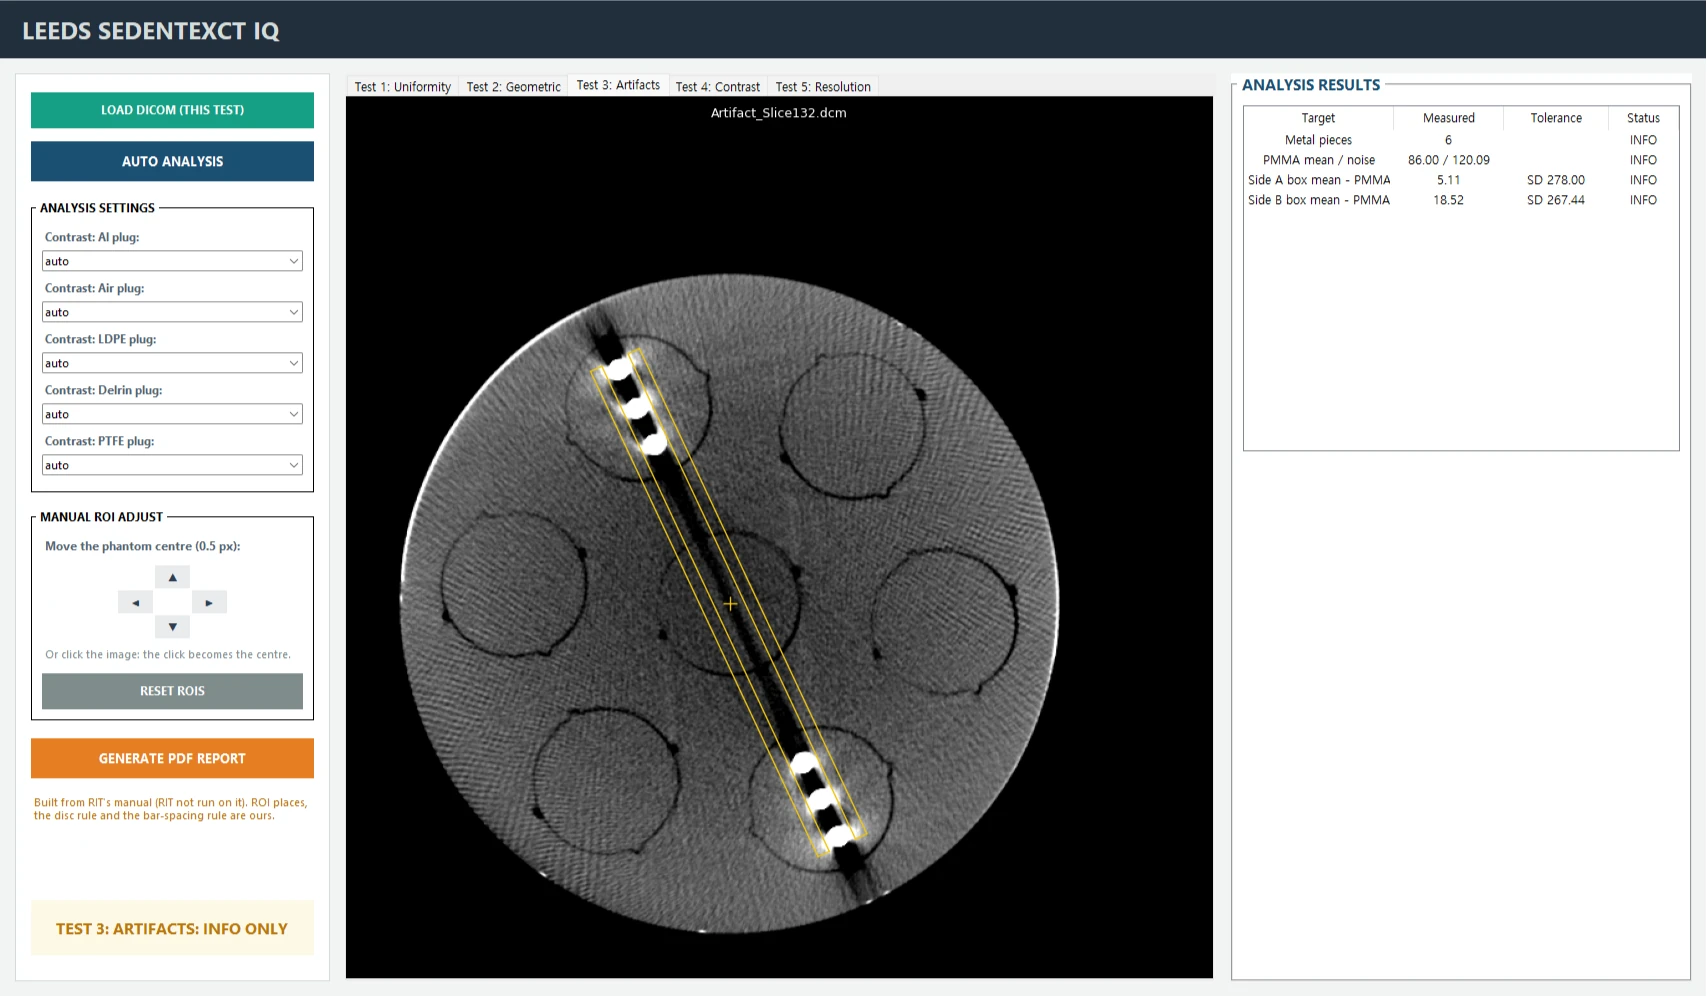 LEEDS SEDENTEXCT IQ
LOAD DICOM (THIS TEST)
AUTO ANALYSIS
ANALYSIS SETTINGS
Contrast: Al plug:
auto
Contrast: Air plug:
auto
Contrast: LDPE plug:
auto
Contrast: Delrin plug:
auto
Contrast: PTFE plug:
auto
MANUAL ROI ADJUST
Move the phantom centre (0.5 px):
▲
◄ ►
▼
Or click the image: the click becomes the centre.
RESET ROIS
GENERATE PDF REPORT
Built from RIT's manual (RIT not run on it). ROI places,
the disc rule and the bar-spacing rule are ours.
TEST 3: ARTIFACTS: INFO ONLY
Test 1: Uniformity Test 2: Geometric Test 3: Artifacts Test 4: Contrast Test 5: Resolution
Artifact_Slice132.dcm
ANALYSIS RESULTS
Target Measured Tolerance Status
Metal pieces 6 INFO
PMMA mean / noise 86.00 / 120.09 INFO
Side A box mean - PMMA 5.11 SD 278.00 INFO
Side B box mean - PMMA 18.52 SD 267.44 INFO